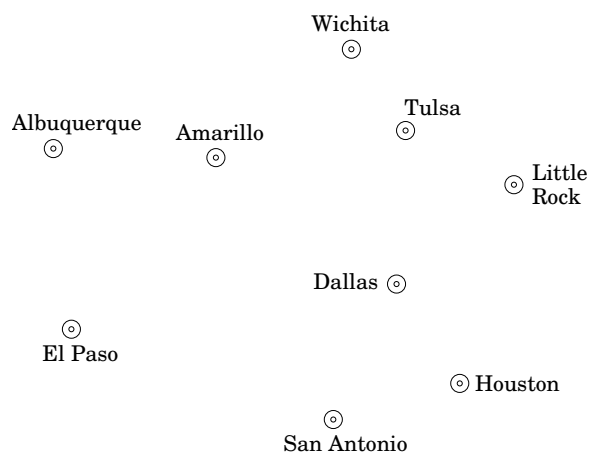 Wichita
Tulsa
Albuquerque
Amarillo
Little
Rock
Dallas
El Paso
Houston
San Antonio